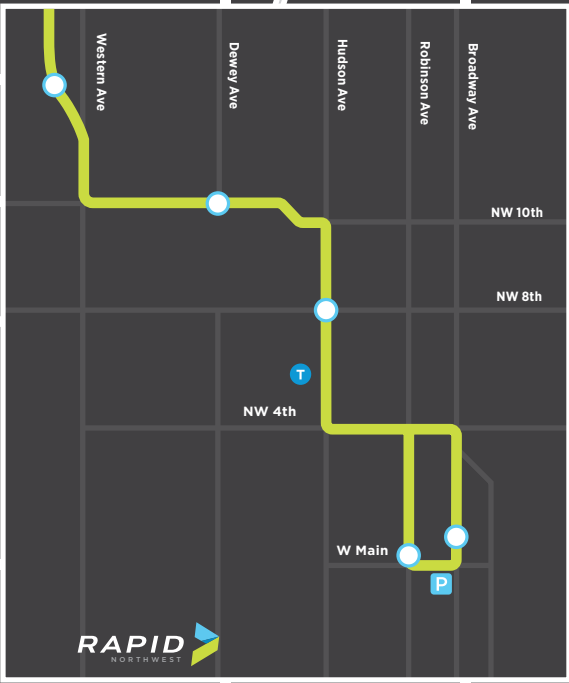 Western Ave
Dewey Ave
Hudson Ave
Robinson Ave
Broadway Ave
NW 10th
NW 8th
T
NW 4th
W Main
P
RAPID
NORTHWEST